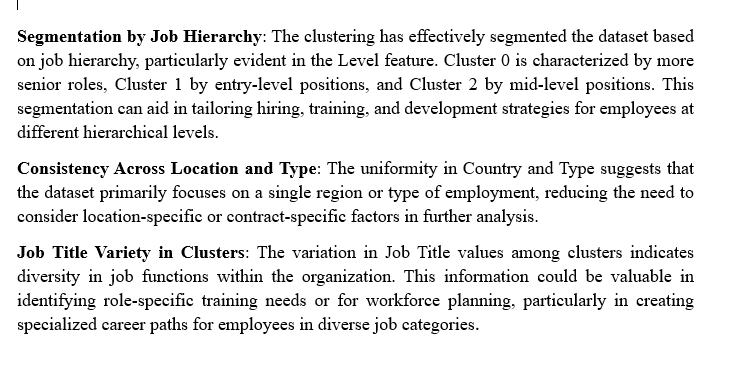 Segmentation by Job Hierarchy: The clustering has effectively segmented the dataset based
on job hierarchy, particularly evident in the Level feature. Cluster 0 is characterized by more
senior roles, Cluster 1 by entry-level positions, and Cluster 2 by mid-level positions. This
segmentation can aid in tailoring hiring, training, and development strategies for employees at
different hierarchical levels.
Consistency Across Location and Type: The uniformity in Country and Type suggests that
the dataset primarily focuses on a single region or type of employment, reducing the need to
consider location-specific or contract-specific factors in further analysis.
Job Title Variety in Clusters: The variation in Job Title values among clusters indicates
diversity in job functions within the organization. This information could be valuable in
identifying role-specific training needs or for workforce planning, particularly in creating
specialized career paths for employees in diverse job categories.